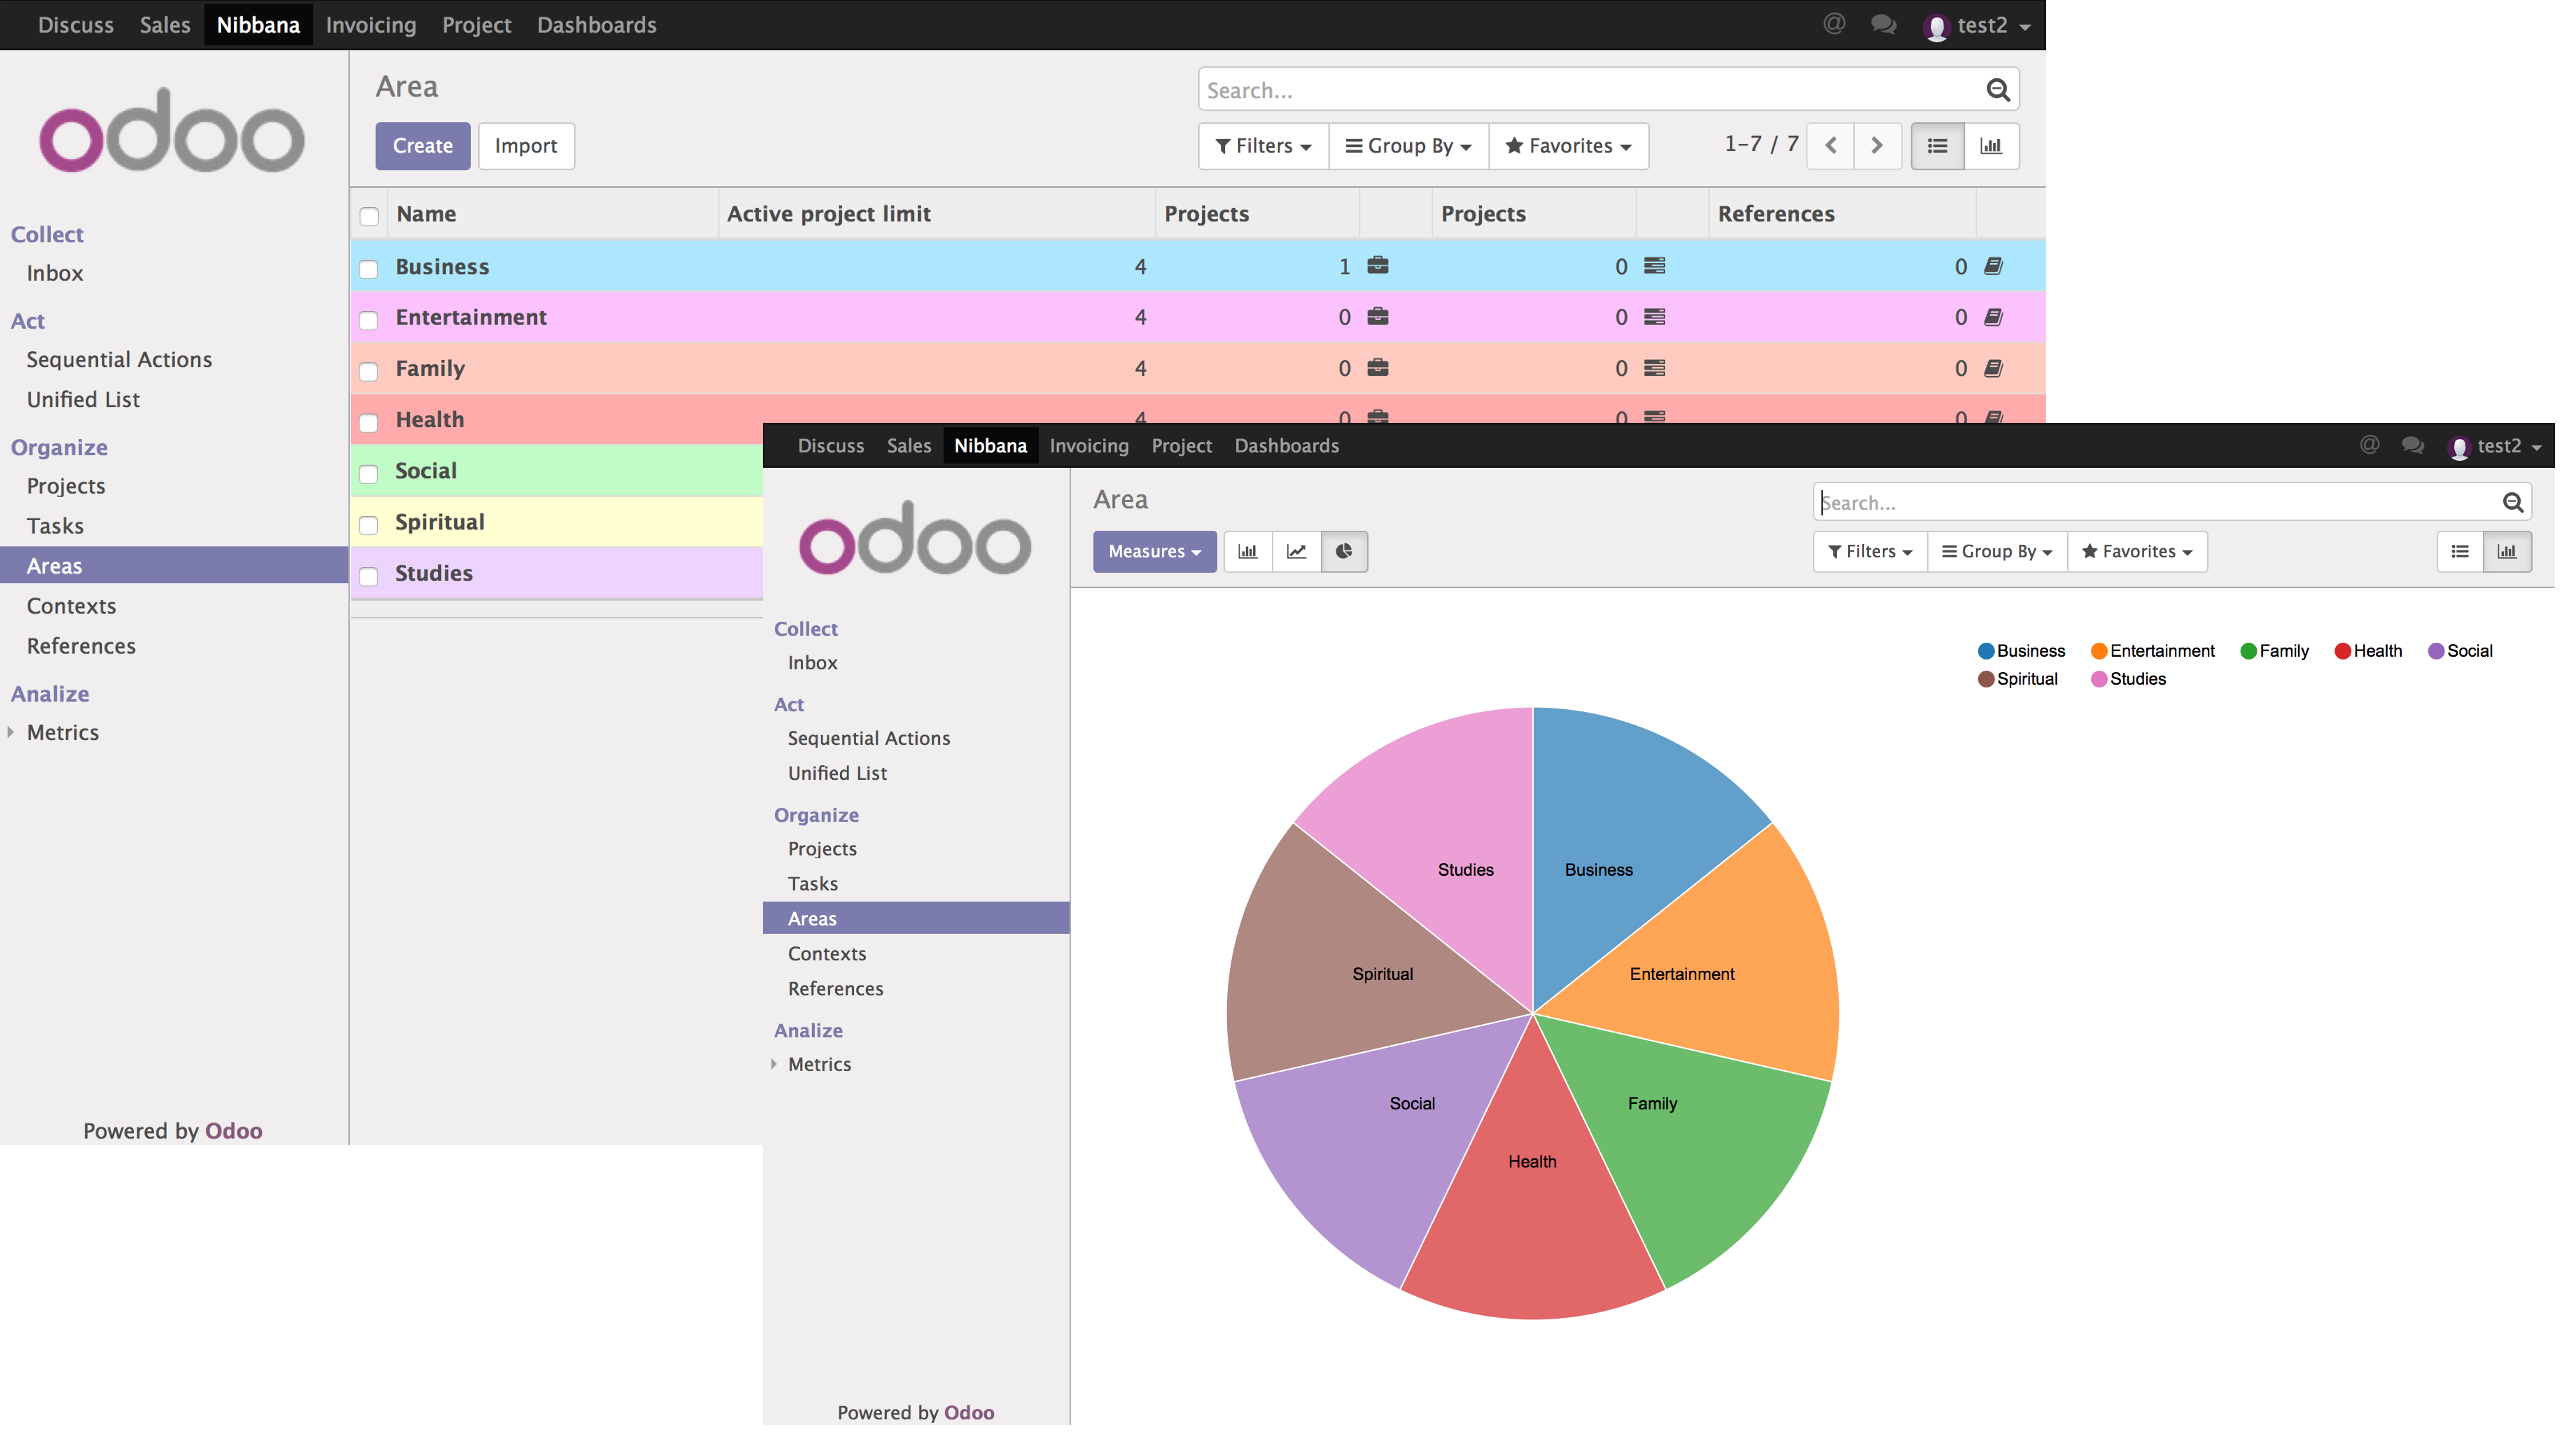 Discuss Sales Nibbana Invoicing Project Dashboards @ test2
odoo
Area
Search...
Create Import
Filters Group By Favorites 1-7 / 7
Name Active project limit Projects Projects References
Business 4 1 0 0
Entertainment 4 0 0 0
Family 4 0 0 0
Health 4 0 0 0
Social
Spiritual
Studies
Collect
Inbox
Act
Sequential Actions
Unified List
Organize
Projects
Tasks
Areas
Contexts
References
Analize
Metrics
Powered by Odoo
Discuss Sales Nibbana Invoicing Project Dashboards @ test2
odoo
Area
Search...
Measures
Filters Group By Favorites
Collect
Inbox
Act
Sequential Actions
Unified List
Organize
Projects
Tasks
Areas
Contexts
References
Analize
Metrics
Powered by Odoo
Business Entertainment Family Health Social
Spiritual Studies
Studies Business
Spiritual Entertainment
Social Family
Health